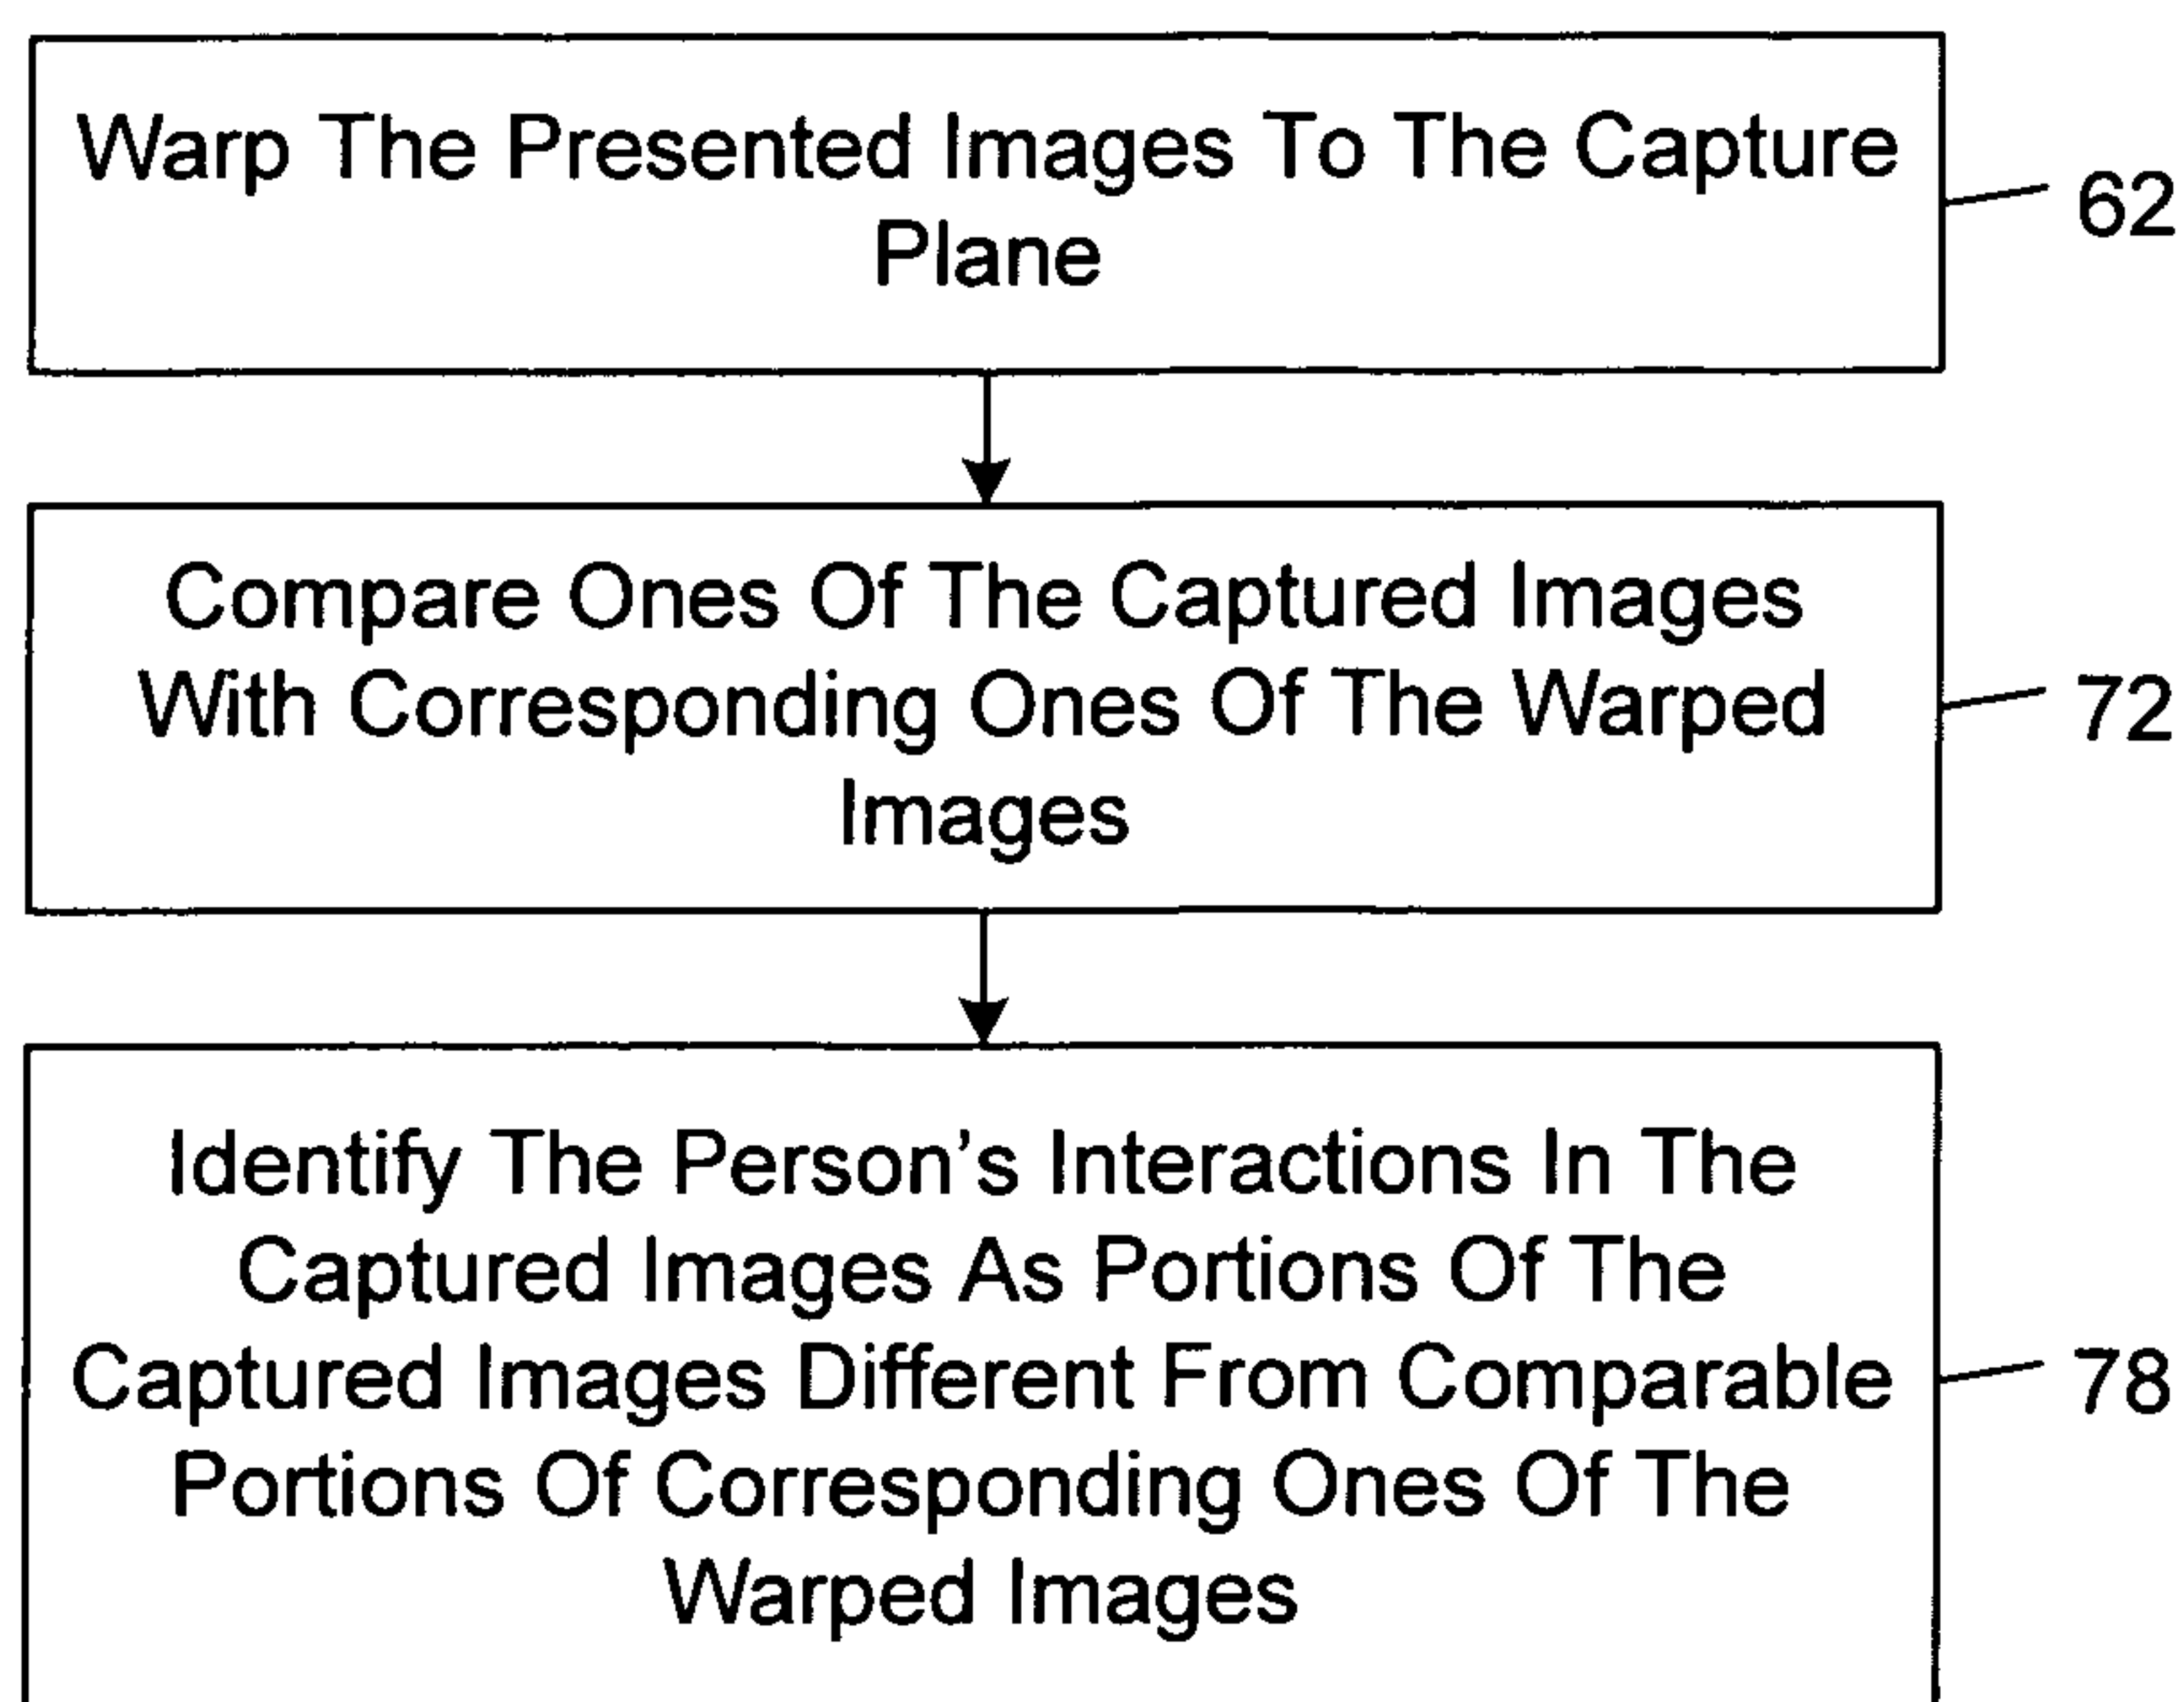 Warp The Presented Images To The Capture
Plane
62
Compare Ones Of The Captured Images
With Corresponding Ones Of The Warped
Images
72
Identify The Person's Interactions In The
Captured Images As Portions Of The
Captured Images Different From Comparable
Portions Of Corresponding Ones Of The
Warped Images
78